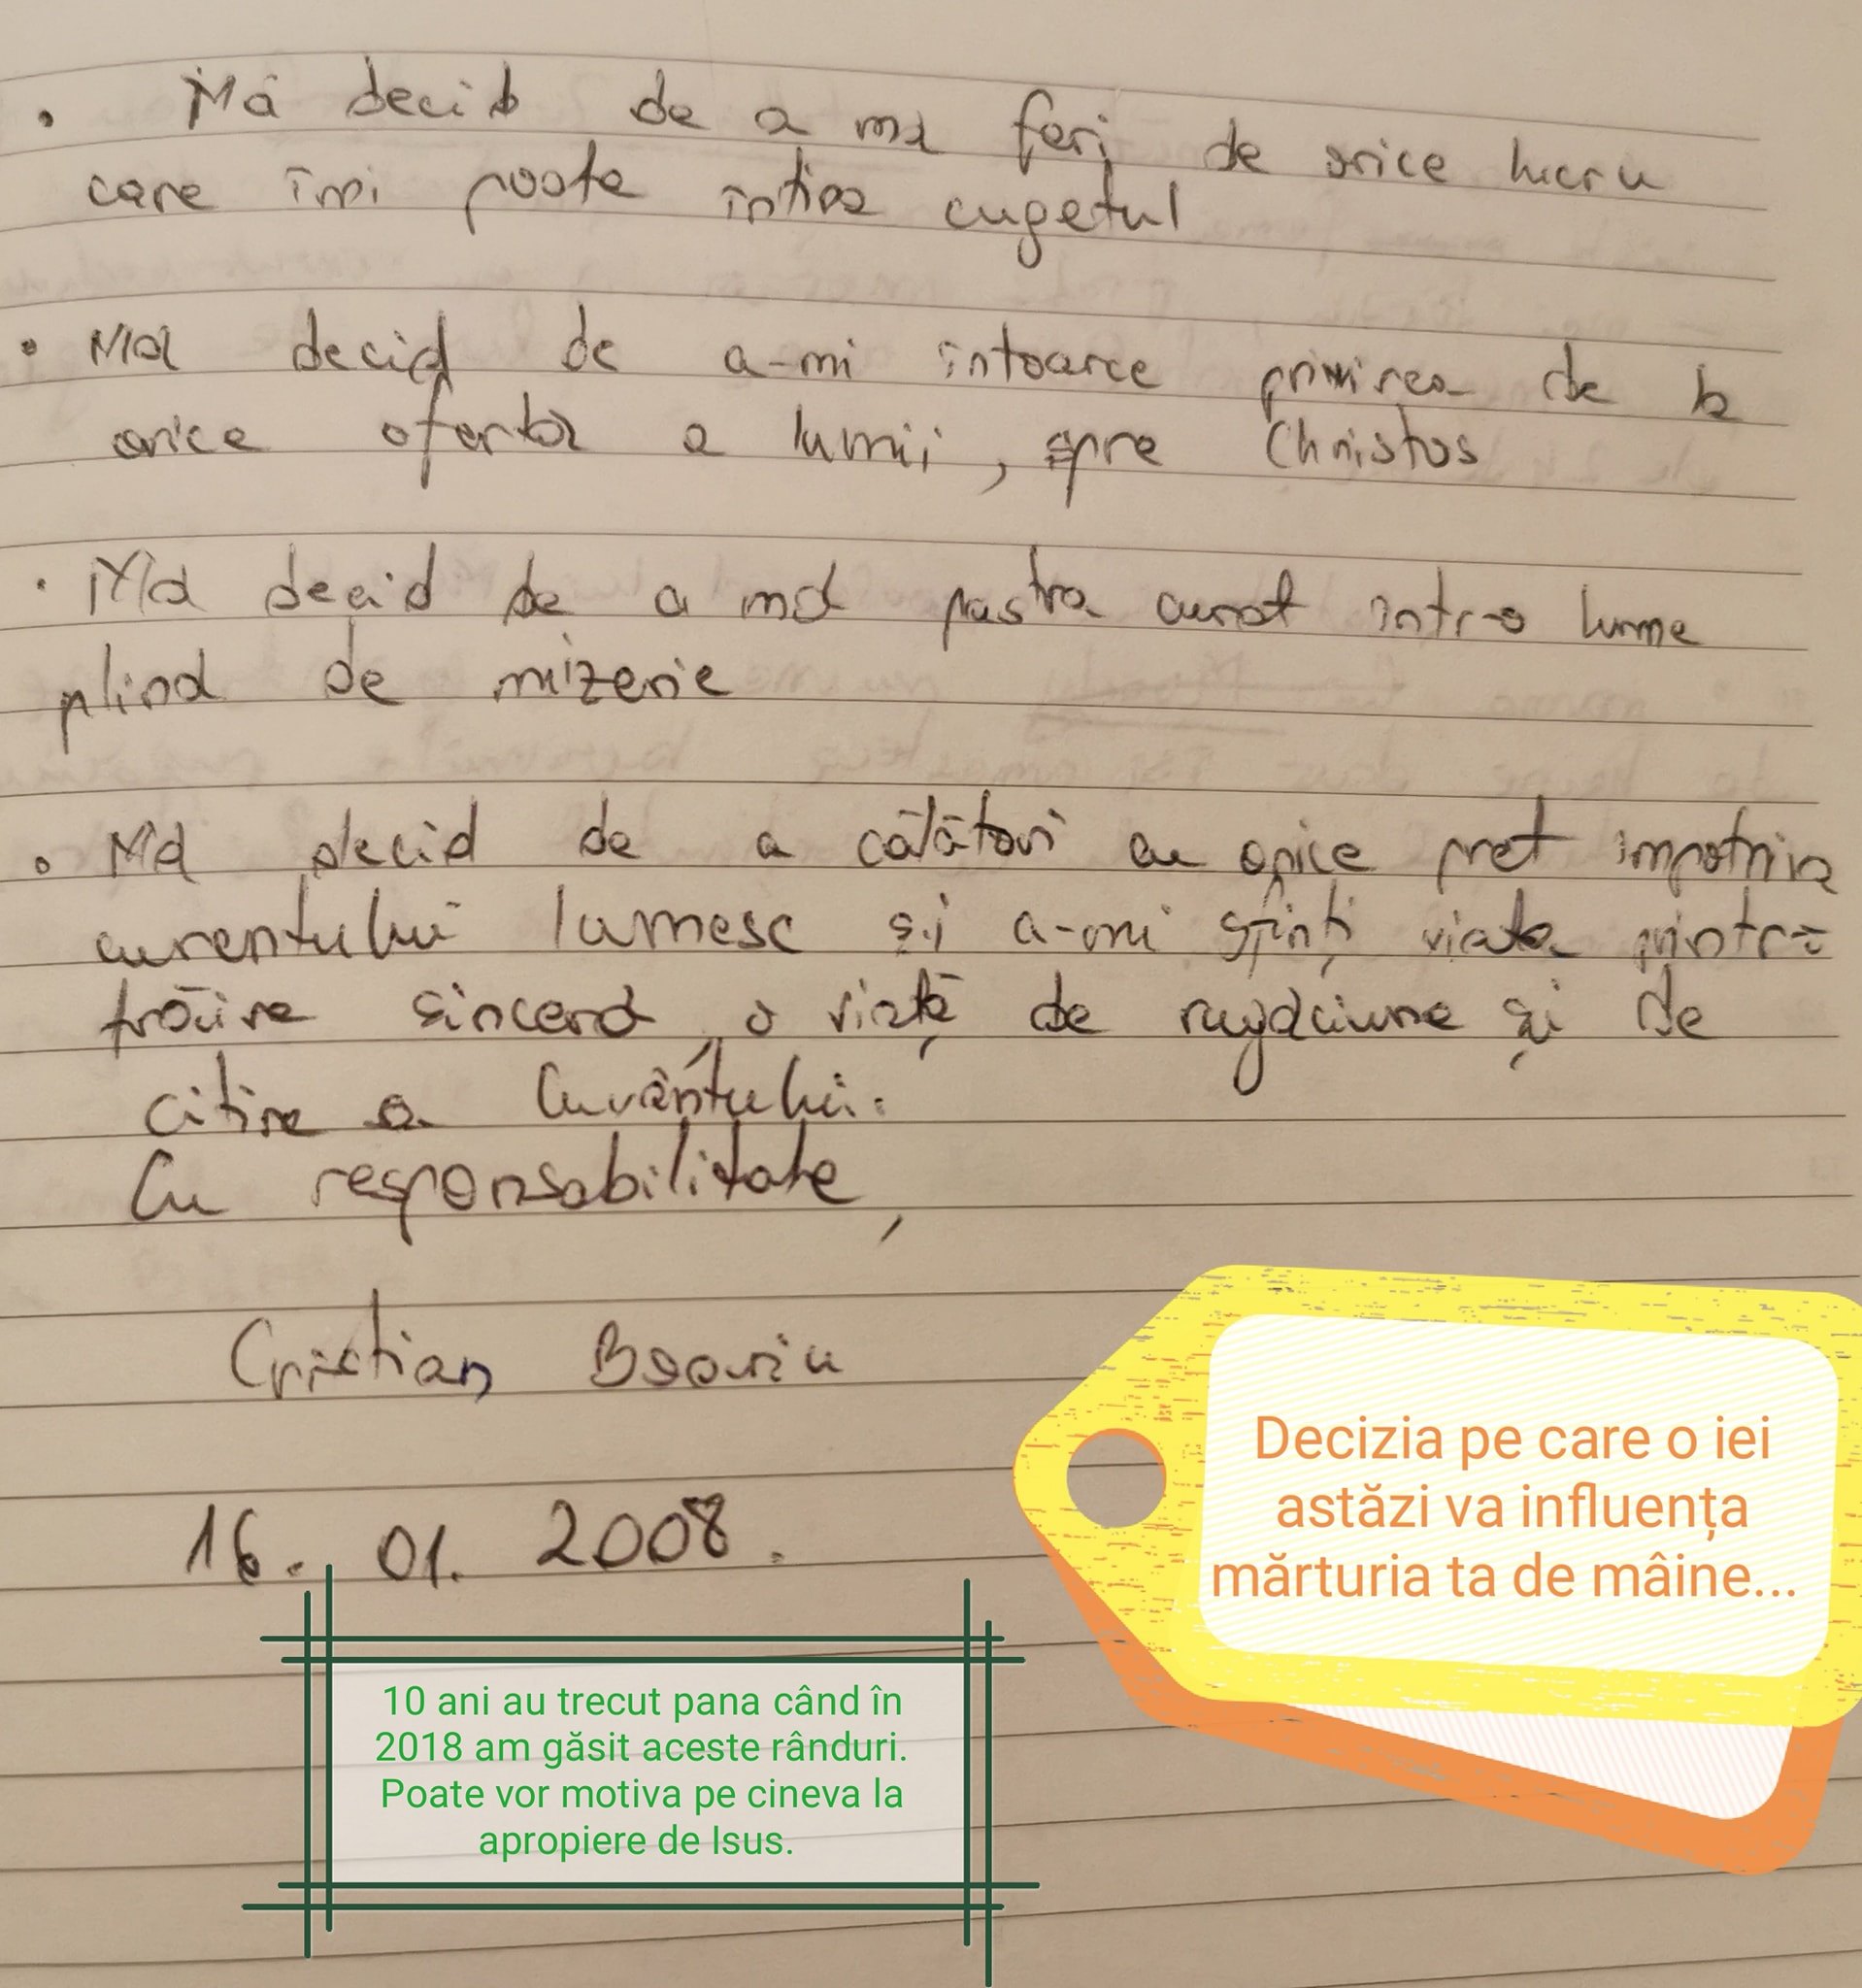 • Mă decid de a mă feri de orice lucru
care îmi poate întina cugetul
• Mă decid de a-mi întoarce privirea de la
orice ofertă a lumii, spre Christos
• Mă decid de a mă pastra curat într-o lume
plină de mizerie
• Mă decid de a călători cu orice pret impotriva
curentului lumesc și a-mi sfinți viata printr-o
trăire sinceră, o viață de rugăciune și de
citire a Cuvântului.
Cu responsabilitate,
Cristian
16. 01. 2008.
Decizia pe care o iei
astăzi va influența
mărturia ta de mâine...
10 ani au trecut pana când în
2018 am găsit aceste rânduri.
Poate vor motiva pe cineva la
apropiere de Isus.